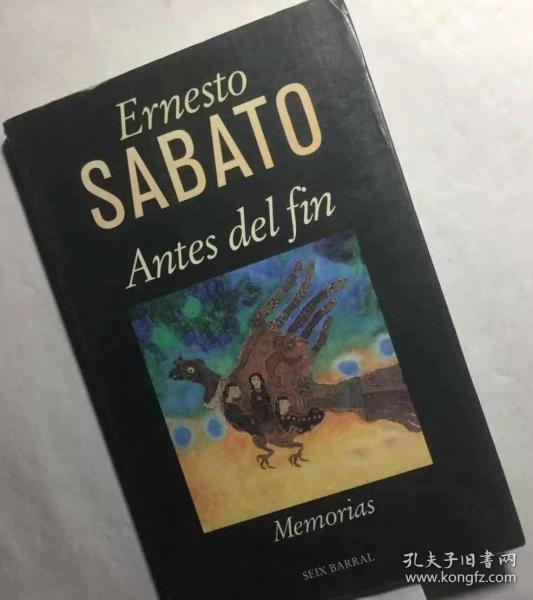 Ernesto
SABATO
Antes del fin
Memorias
SEIX BARRAL
孔夫子旧书网
www.kongfz.com